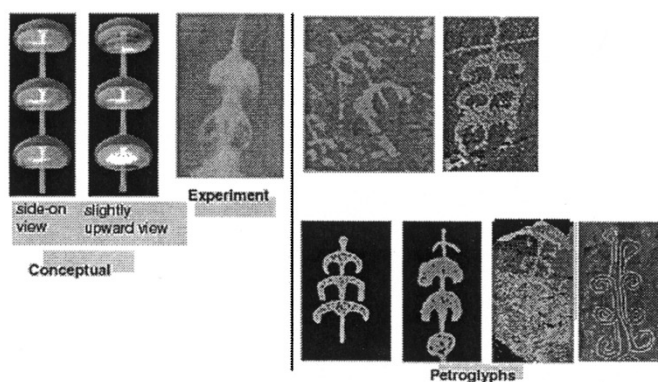 side-on slightly
view upward view
Experiment
Conceptual
Petroglyphs